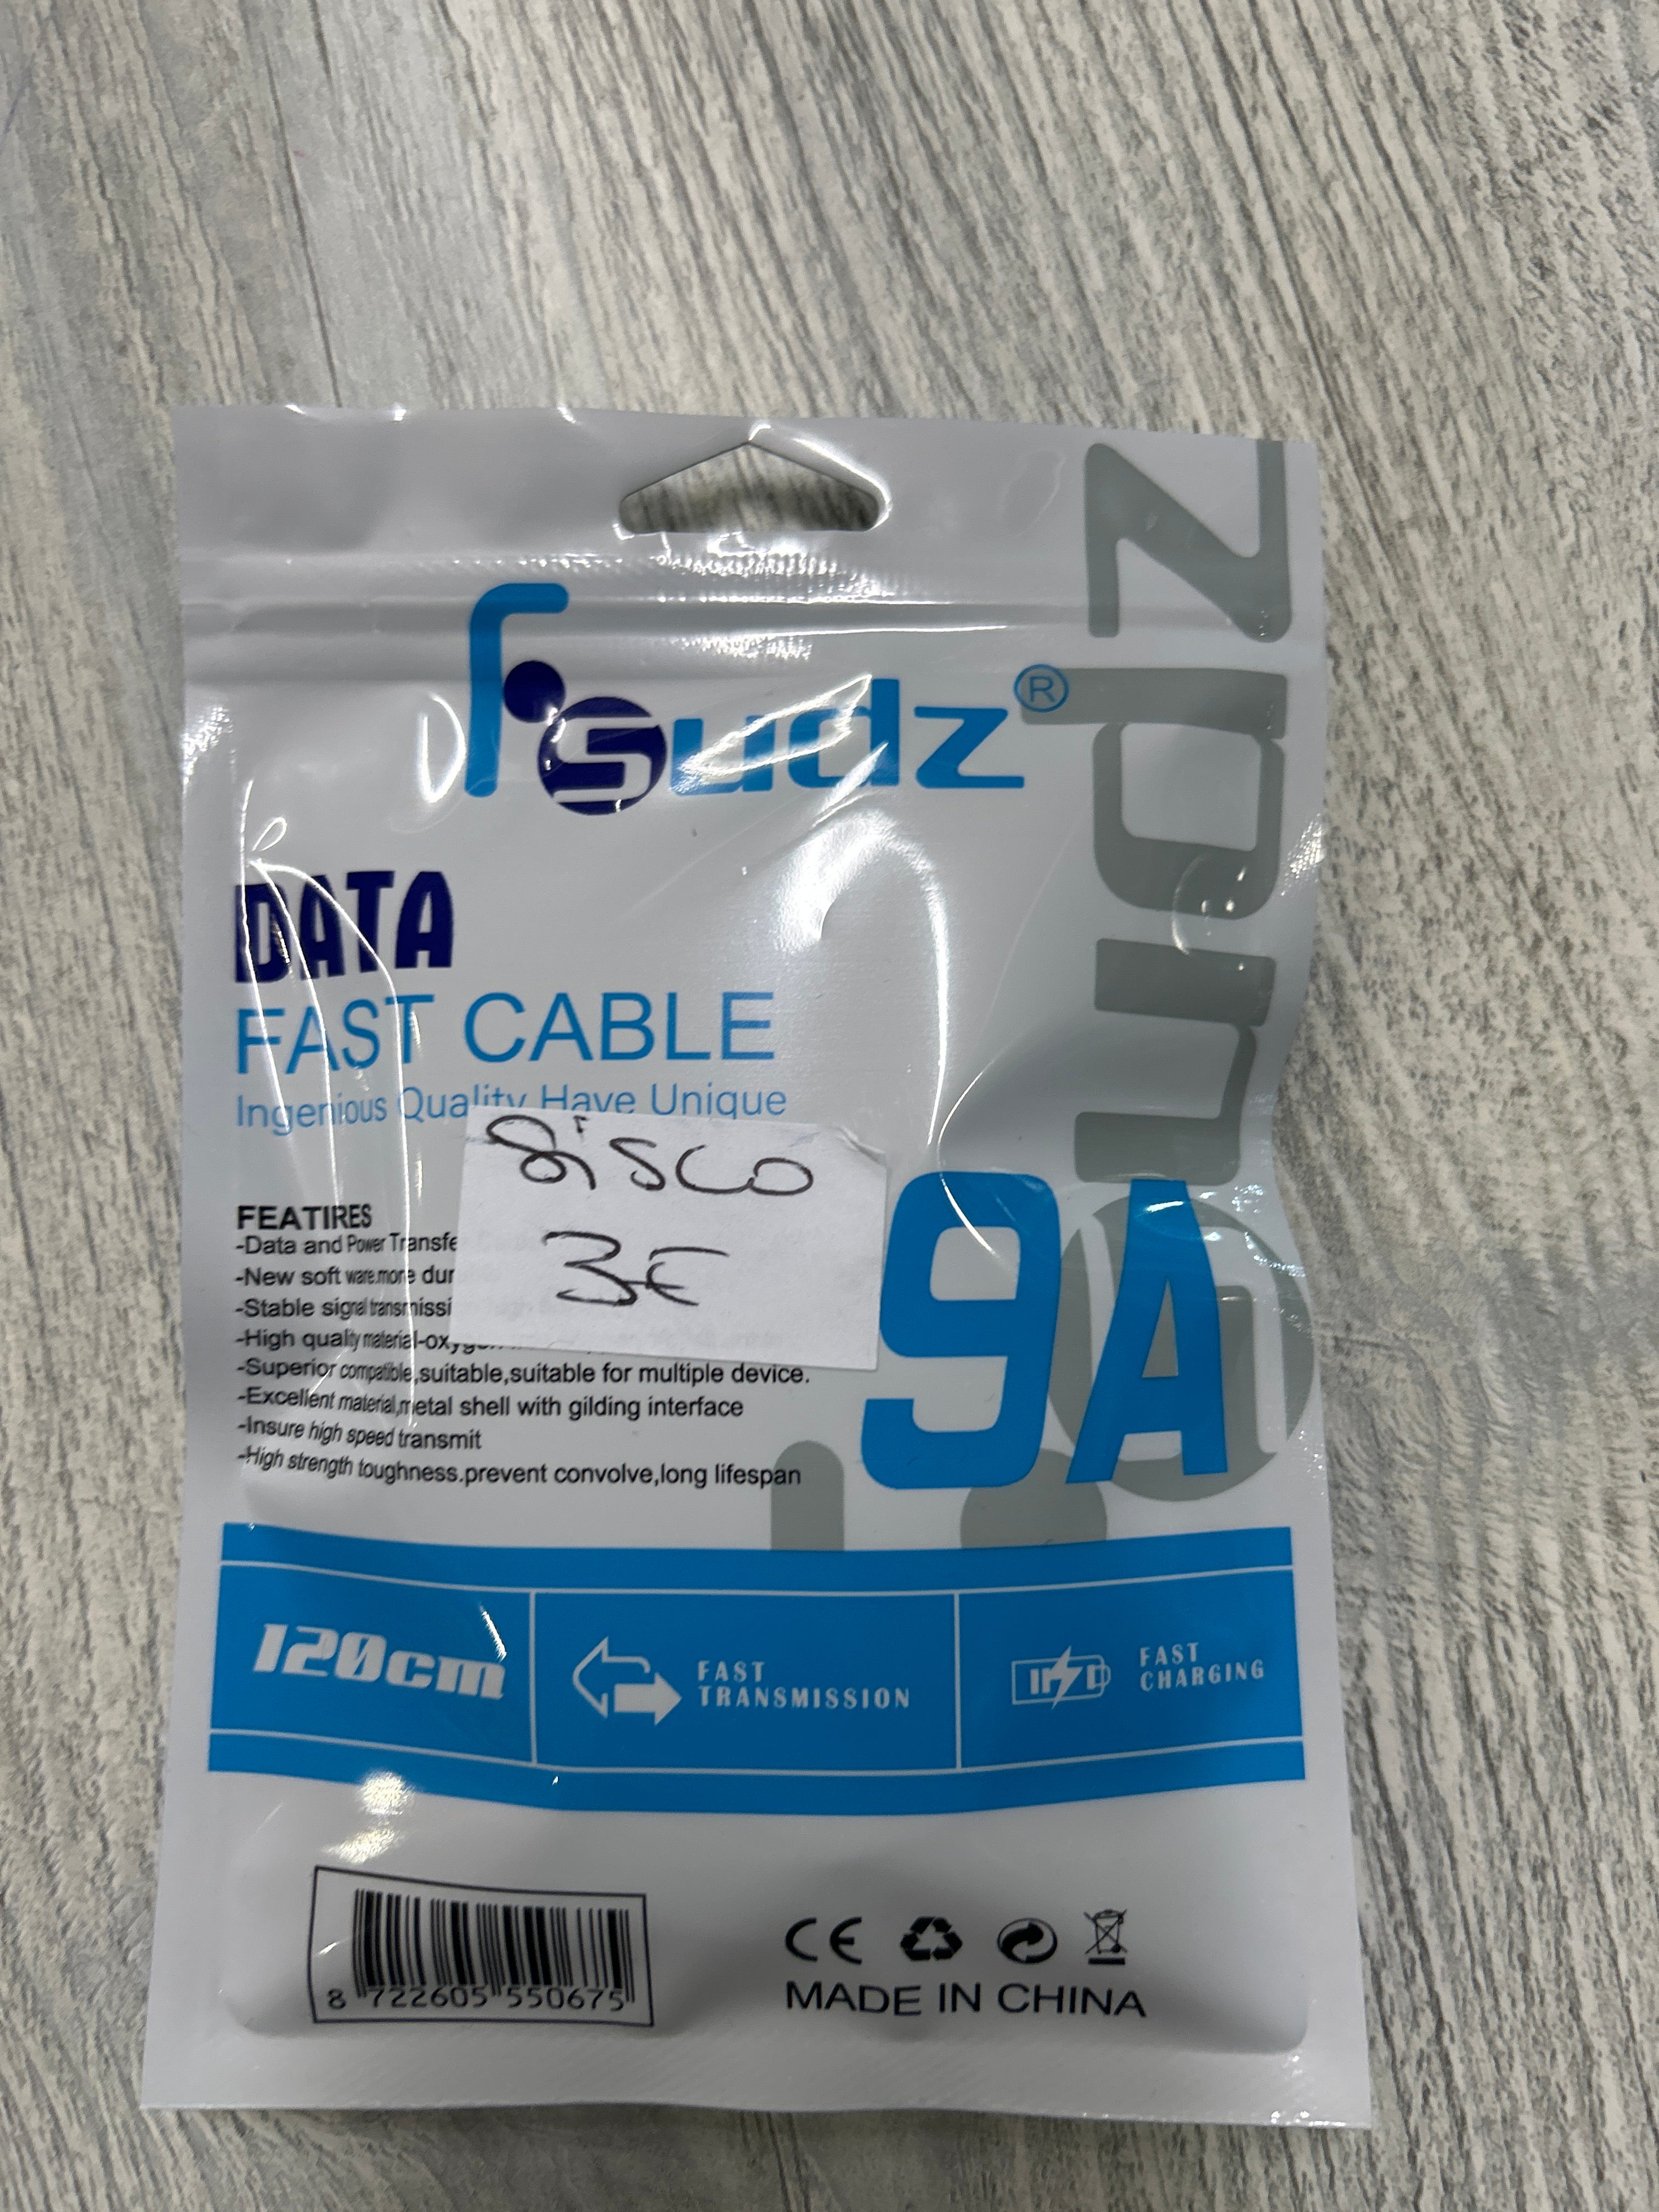 rsudz®
sudz
DATA
FAST CABLE
Ingenious Quality Have Unique
sisco
3€
9A
FEATIRES
-Data and Power Transfe
-New soft ware.more dur
-Stable signal transmissi
-High quality material-oxygen
-Superior compatible,suitable,suitable for multiple device.
-Excellent material,metal shell with gilding interface
-Insure high speed transmit
-High strength toughness.prevent convolve,long lifespan
120cm
FAST
TRANSMISSION
FAST
CHARGING
8 722605 550675
CE
MADE IN CHINA